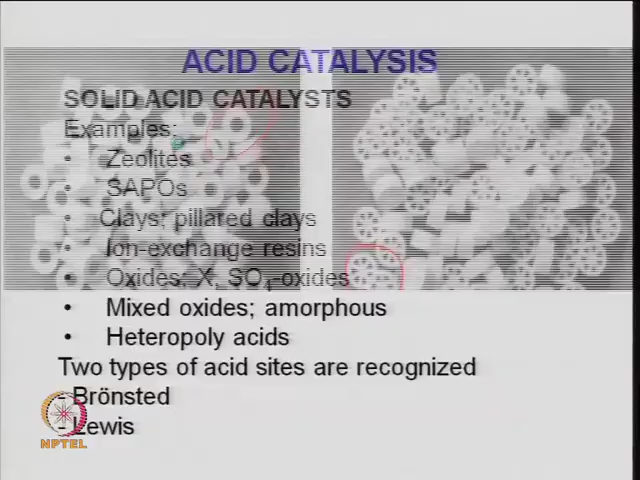 ACID CATALYSIS
SOLID ACID CATALYSTS
Examples:
• Zeolites
• SAPOs
• Clays; pillared clays
• Ion-exchange resins
• Oxides; X, SO₄-oxides
• Mixed oxides; amorphous
• Heteropoly acids
Two types of acid sites are recognized
- Brönsted
- Lewis
NPTEL